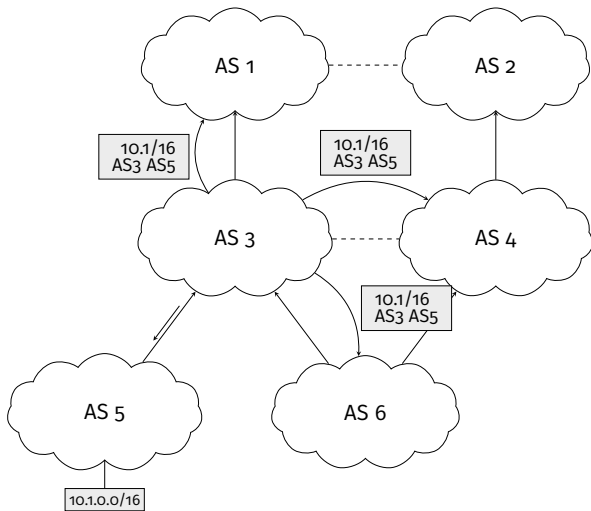 AS 1
AS 2
10.1/16
AS3 AS5
10.1/16
AS3 AS5
AS 3
AS 4
10.1/16
AS3 AS5
AS 5
AS 6
10.1.0.0/16